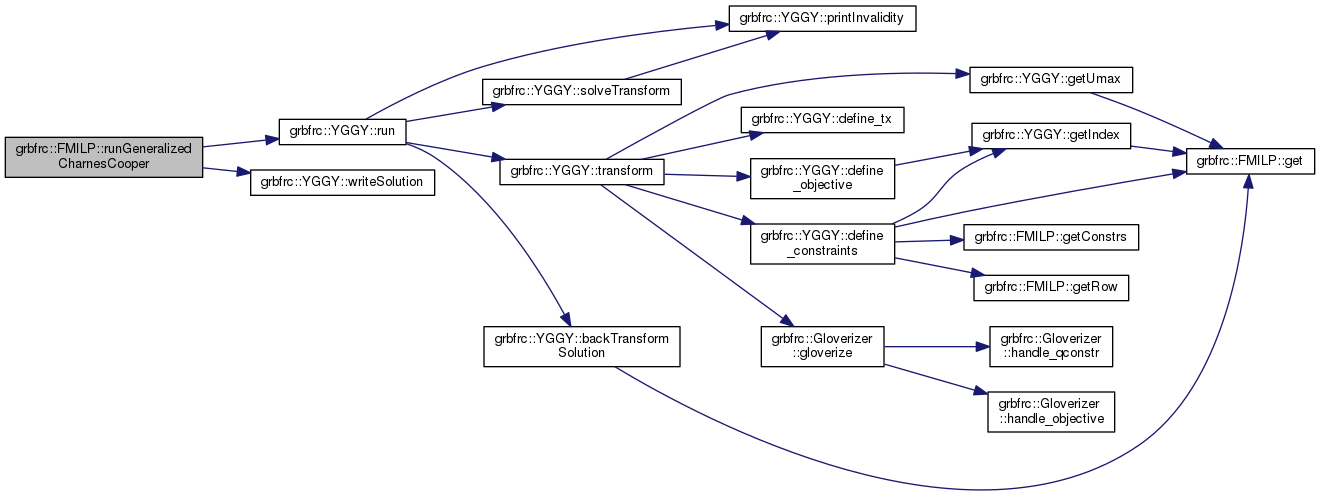 grbfrc::FMILP::runGeneralized
CharnesCooper
grbfrc::YGGY::run
grbfrc::YGGY::writeSolution
grbfrc::YGGY::printInvalidity
grbfrc::YGGY::solveTransform
grbfrc::YGGY::transform
grbfrc::YGGY::backTransform
Solution
grbfrc::YGGY::getUmax
grbfrc::YGGY::define_tx
grbfrc::YGGY::define
_objective
grbfrc::YGGY::define
_constraints
grbfrc::Gloverizer
::gloverize
grbfrc::YGGY::getIndex
grbfrc::FMILP::get
grbfrc::FMILP::getConstrs
grbfrc::FMILP::getRow
grbfrc::Gloverizer
::handle_qconstr
grbfrc::Gloverizer
::handle_objective